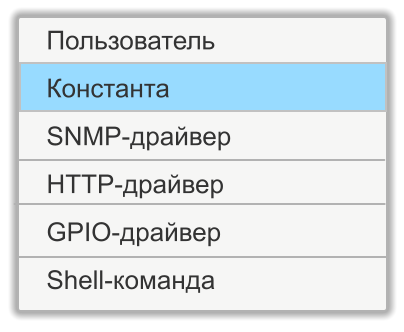 Пользователь
Константа
SNMP-драйвер
HTTP-драйвер
GPIO-драйвер
Shell-команда